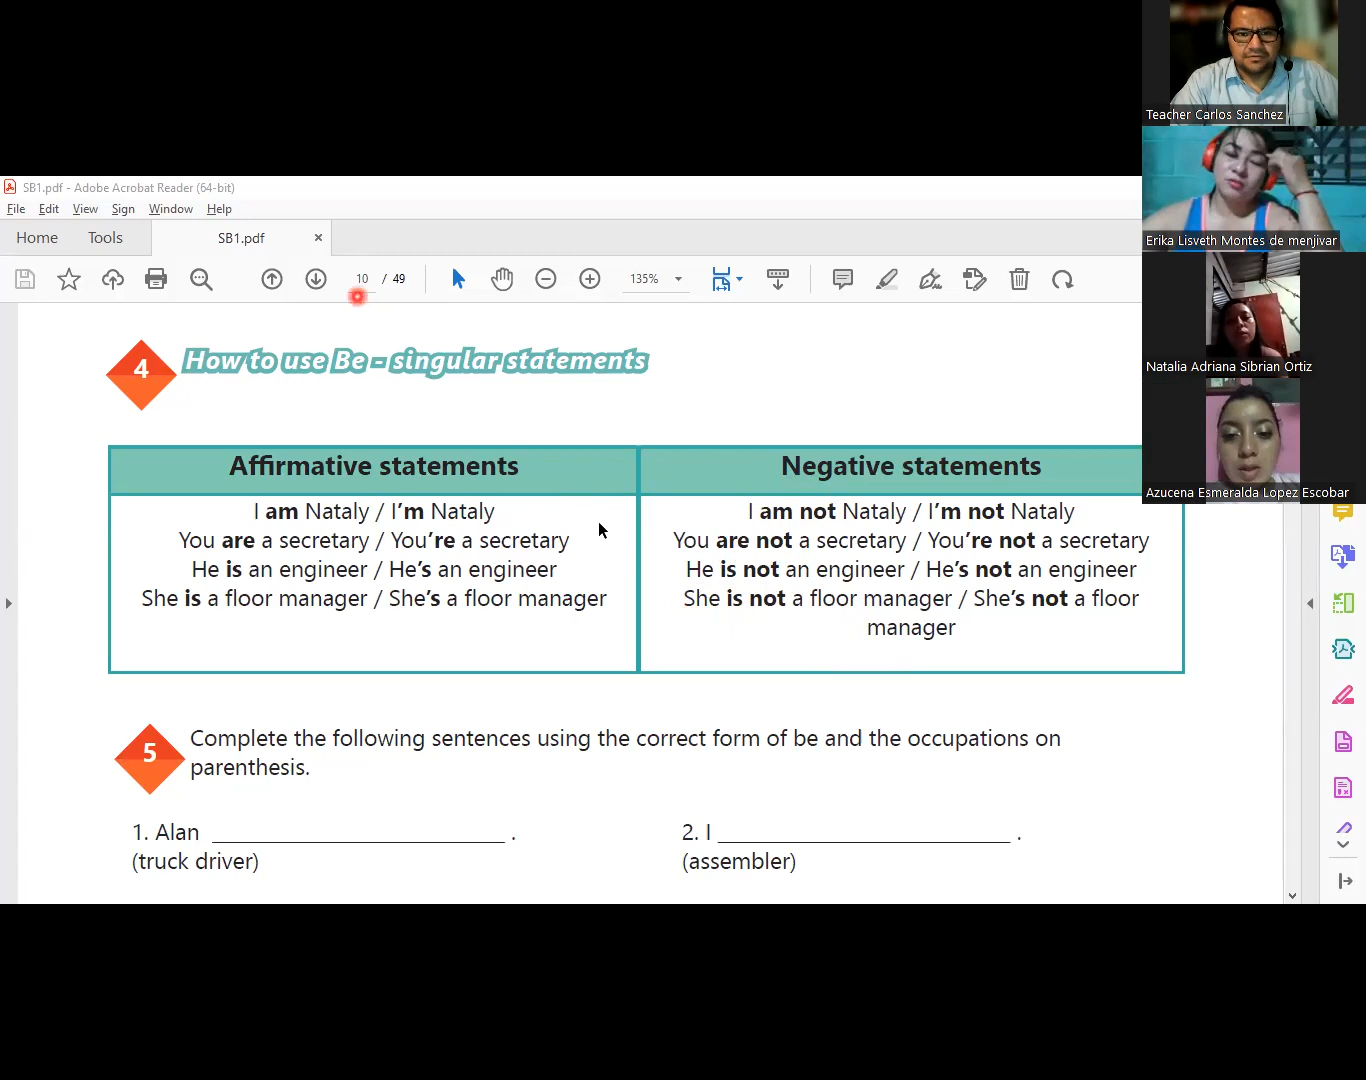 Teacher Carlos Sanchez
Erika Lisveth Montes de menjivar
Natalia Adriana Sibrian Ortiz
Azucena Esmeralda Lopez Escobar
SB1.pdf - Adobe Acrobat Reader (64-bit)
File Edit View Sign Window Help
Home Tools SB1.pdf ×
10 / 49 135%
4 How to use Be - singular statements
Affirmative statements
I am Nataly / I'm Nataly
You are a secretary / You're a secretary
He is an engineer / He's an engineer
She is a floor manager / She's a floor manager
Negative statements
I am not Nataly / I'm not Nataly
You are not a secretary / You're not a secretary
He is not an engineer / He's not an engineer
She is not a floor manager / She's not a floor
manager
5 Complete the following sentences using the correct form of be and the occupations on
parenthesis.
1. Alan ________________________ .
(truck driver)
2. I ________________________ .
(assembler)